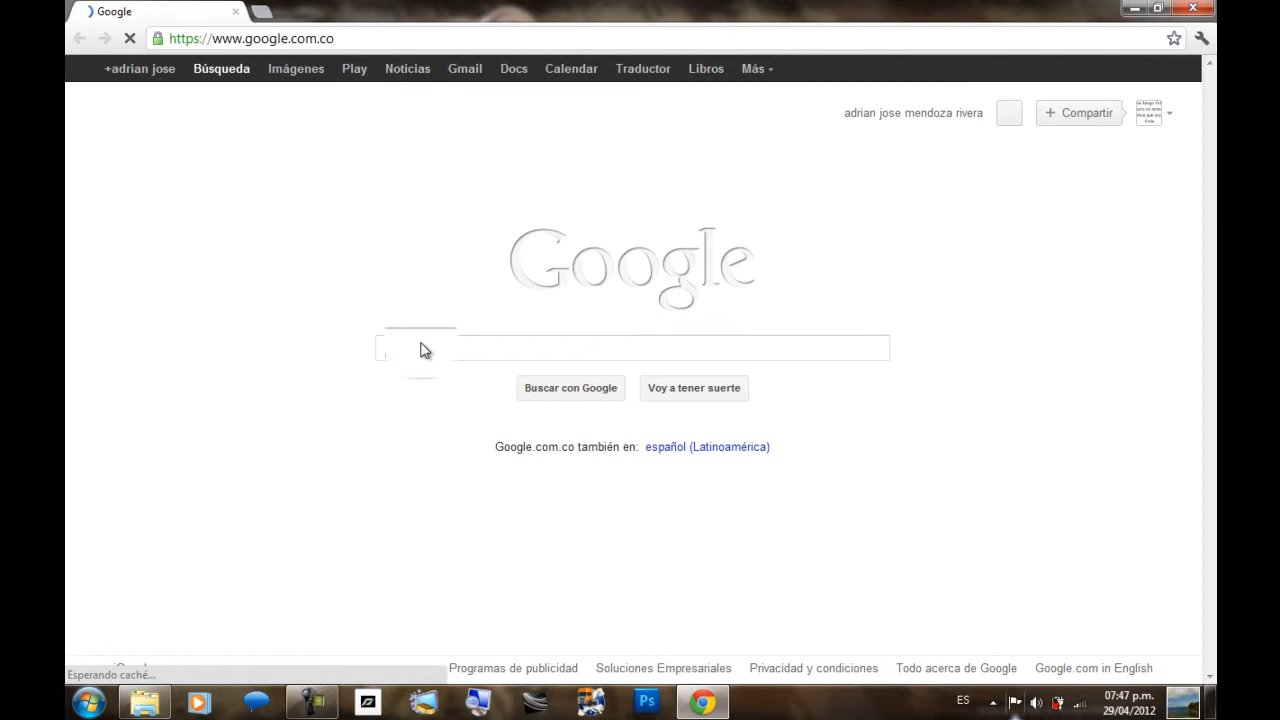 Google
https://www.google.com.co
+adrian jose Búsqueda Imágenes Play Noticias Gmail Docs Calendar Traductor Libros Más
adrian jose mendoza rivera + Compartir
Google
Buscar con Google Voy a tener suerte
Google.com.co también en: español (Latinoamérica)
Programas de publicidad Soluciones Empresariales Privacidad y condiciones Todo acerca de Google Google.com in English
Esperando caché...
Ps ES 07:47 p.m.
29/04/2012